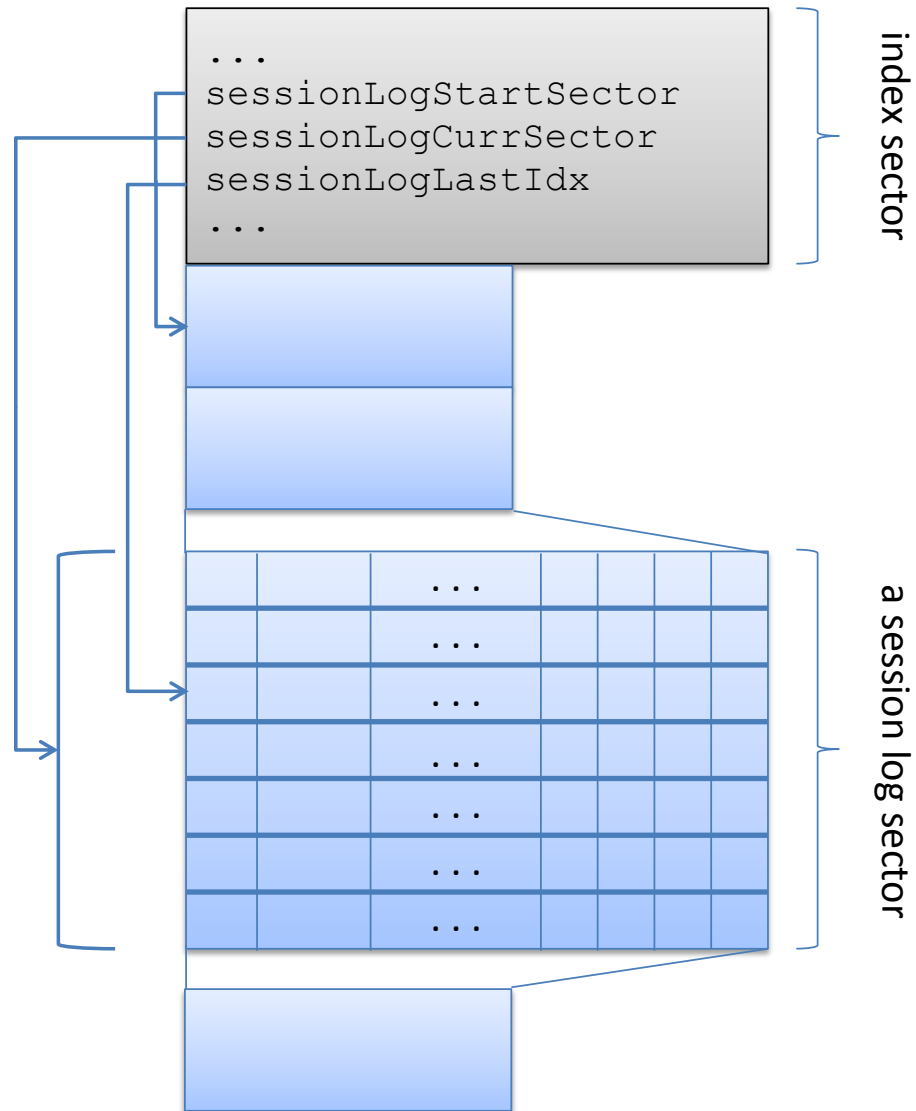 ...
sessionLogStartSector
sessionLogCurrSector
sessionLogLastIdx
...
index sector
...
...
...
...
...
...
...
a session log sector